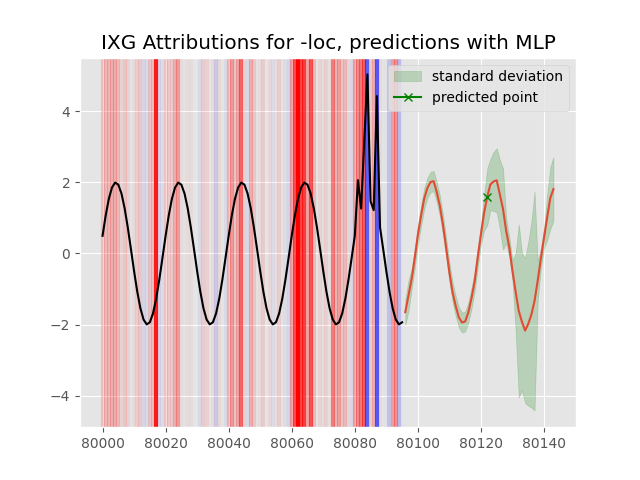 IXG Attributions for -loc, predictions with MLP
standard deviation
predicted point
4
2
0
−2
−4
80000 80020 80040 80060 80080 80100 80120 80140